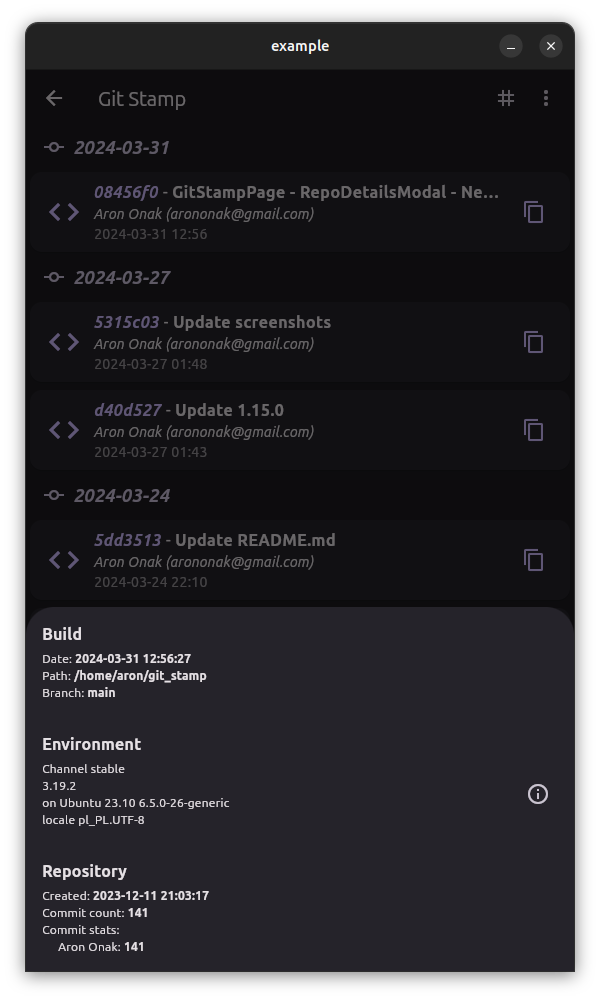 example
Git Stamp
2024-03-31
08456f0 - GitStampPage - RepoDetailsModal - Ne...
Aron Onak (arononak@gmail.com)
2024-03-31 12:56
2024-03-27
5315c03 - Update screenshots
Aron Onak (arononak@gmail.com)
2024-03-27 01:48
d40d527 - Update 1.15.0
Aron Onak (arononak@gmail.com)
2024-03-27 01:43
2024-03-24
5dd3513 - Update README.md
Aron Onak (arononak@gmail.com)
2024-03-24 22:10
Build
Date: 2024-03-31 12:56:27
Path: /home/aron/git_stamp
Branch: main
Environment
Channel stable
3.19.2
on Ubuntu 23.10 6.5.0-26-generic
locale pl_PL.UTF-8
Repository
Created: 2023-12-11 21:03:17
Commit count: 141
Commit stats:
Aron Onak: 141